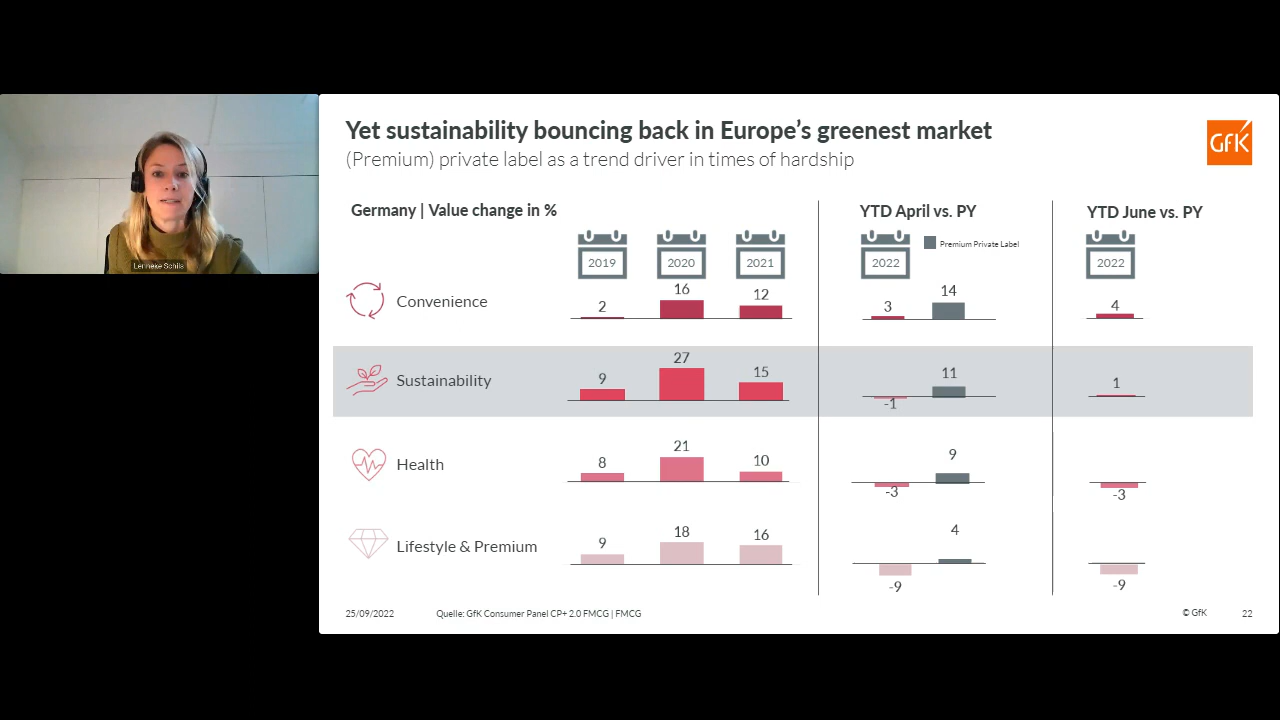 Lenneke Schils
Yet sustainability bouncing back in Europe’s greenest market
(Premium) private label as a trend driver in times of hardship
GfK
Germany | Value change in %
YTD April vs. PY
YTD June vs. PY
2019
2020
2021
2022
Premium Private Label
2022
Convenience
2
16
12
3
14
4
Sustainability
9
27
15
-1
11
1
Health
8
21
10
-3
9
-3
Lifestyle & Premium
9
18
16
-9
4
-9
25/09/2022
Quelle: GfK Consumer Panel CP+ 2.0 FMCG | FMCG
© GfK
22